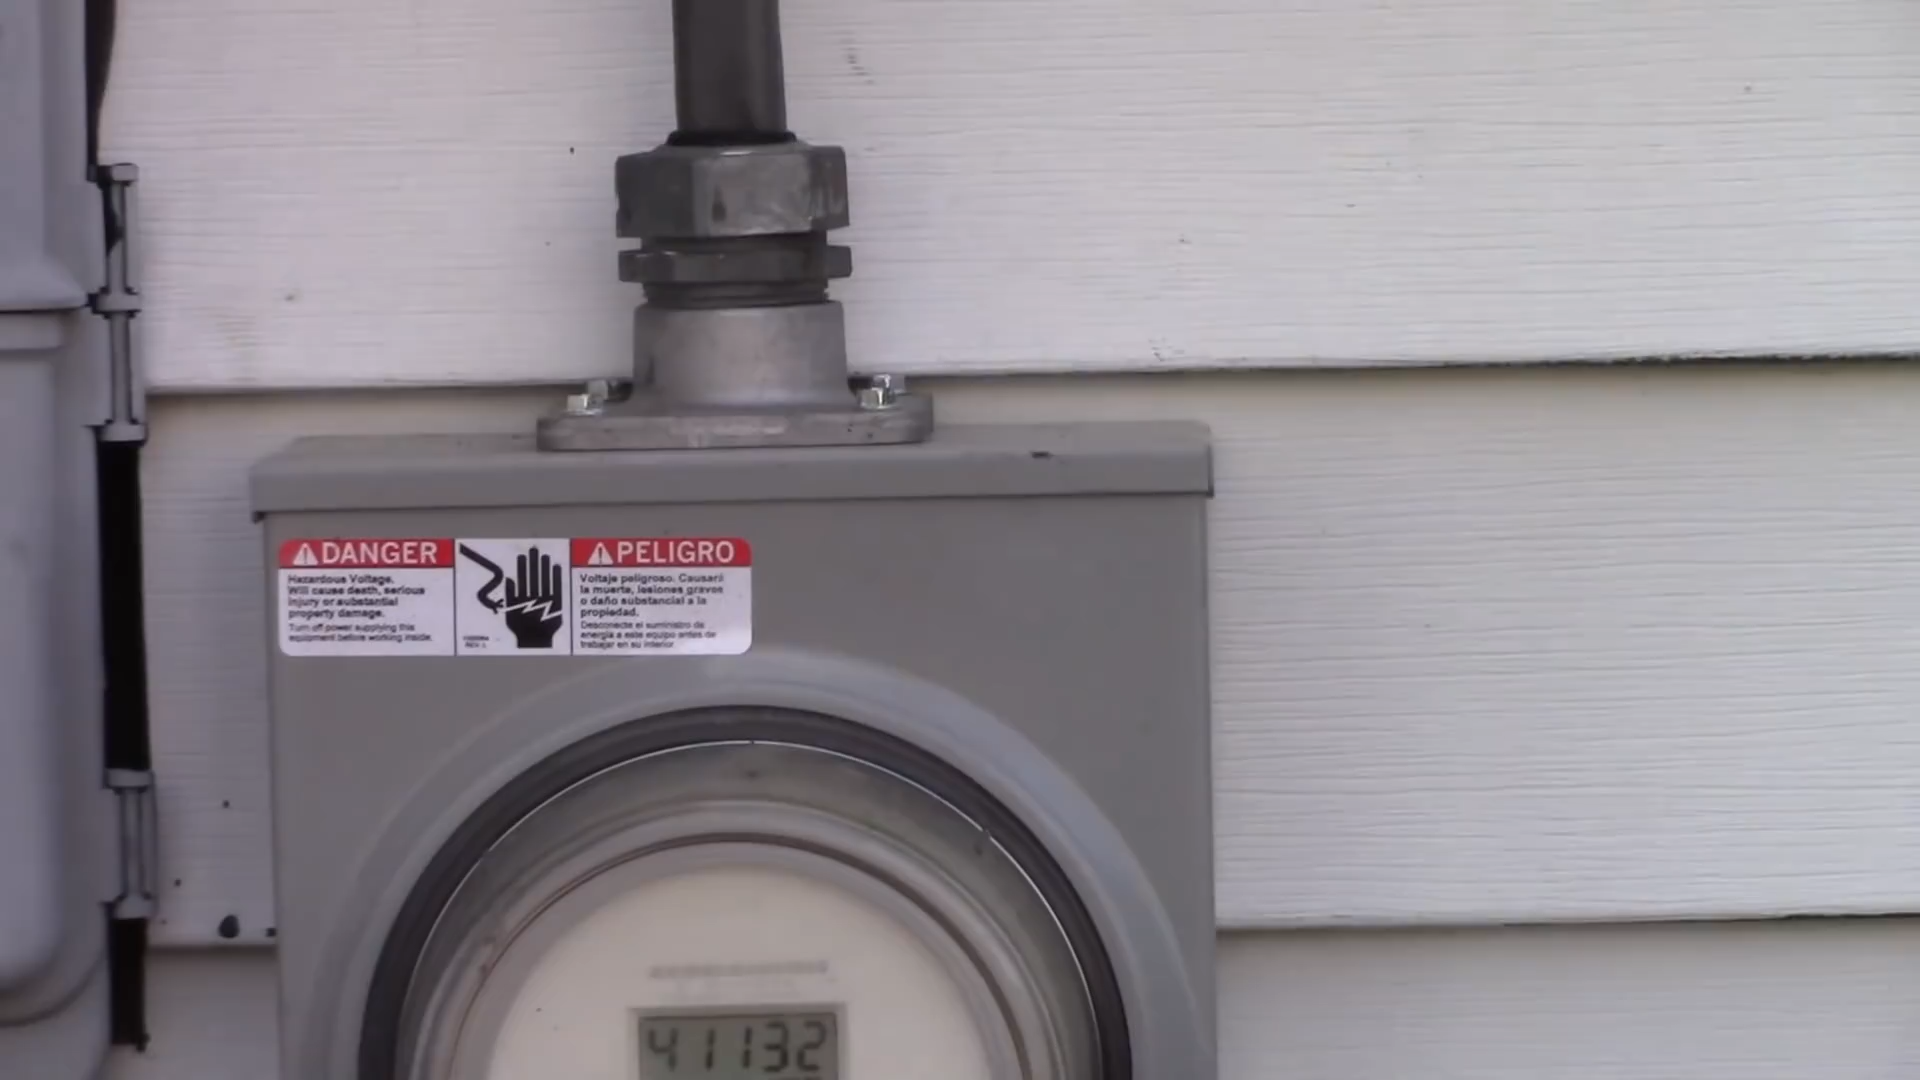 DANGER
Hazardous Voltage.
Will cause death, serious
injury or substantial
property damage.
Turn off power supplying this
equipment before working inside.
PELIGRO
Voltaje peligroso. Causará
la muerte, lesiones graves
o daño substancial a la
propiedad.
Desconecte el suministro de
energía a este equipo antes de
trabajar en su interior
41132